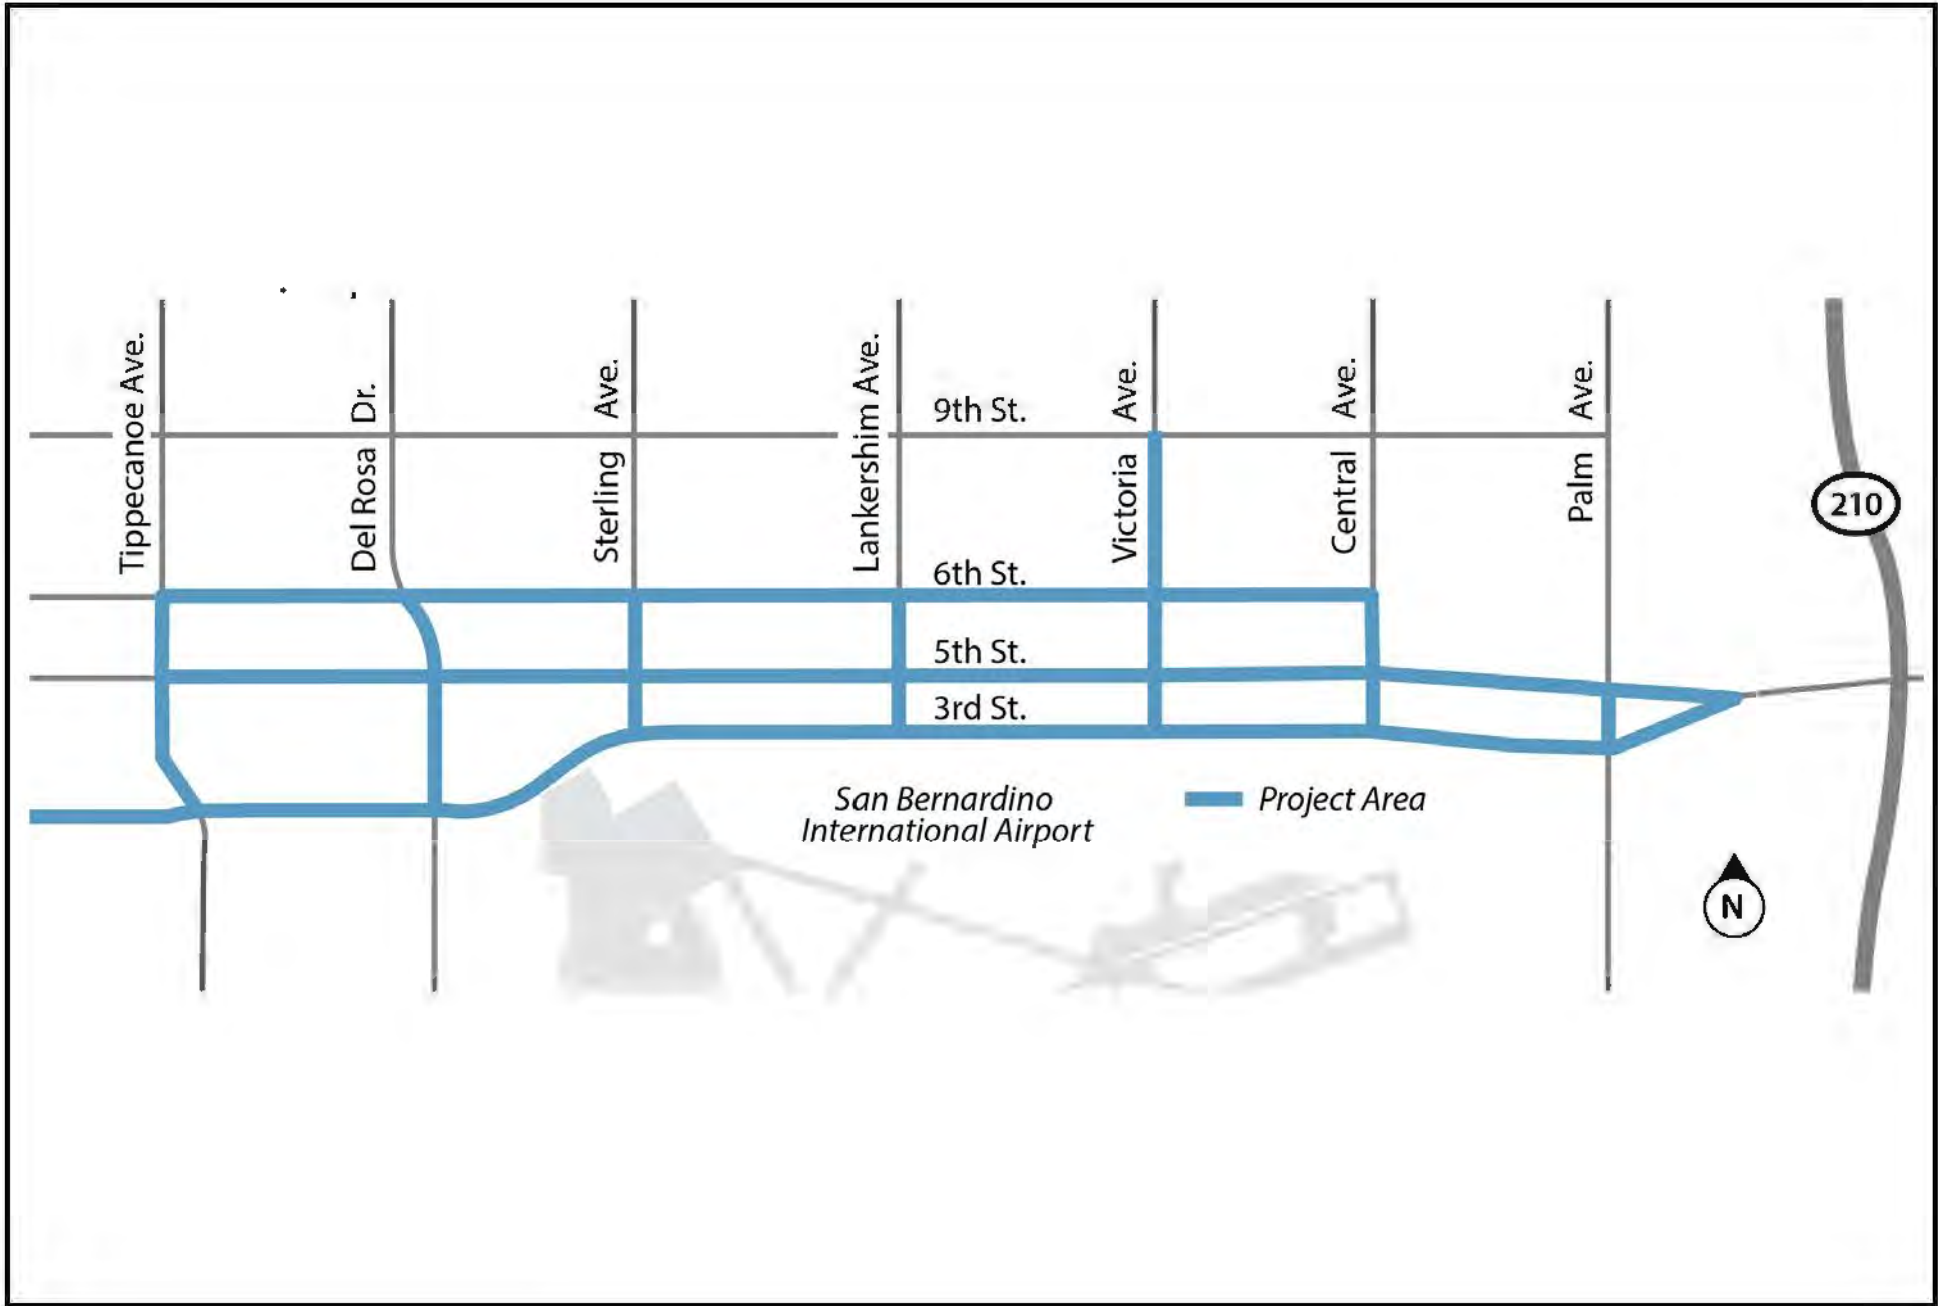 Tippecanoe Ave.
Del Rosa Dr.
Sterling Ave.
Lankershim Ave.
Victoria Ave.
Central Ave.
Palm Ave.
9th St.
210
6th St.
5th St.
3rd St.
San Bernardino
International Airport
Project Area
N